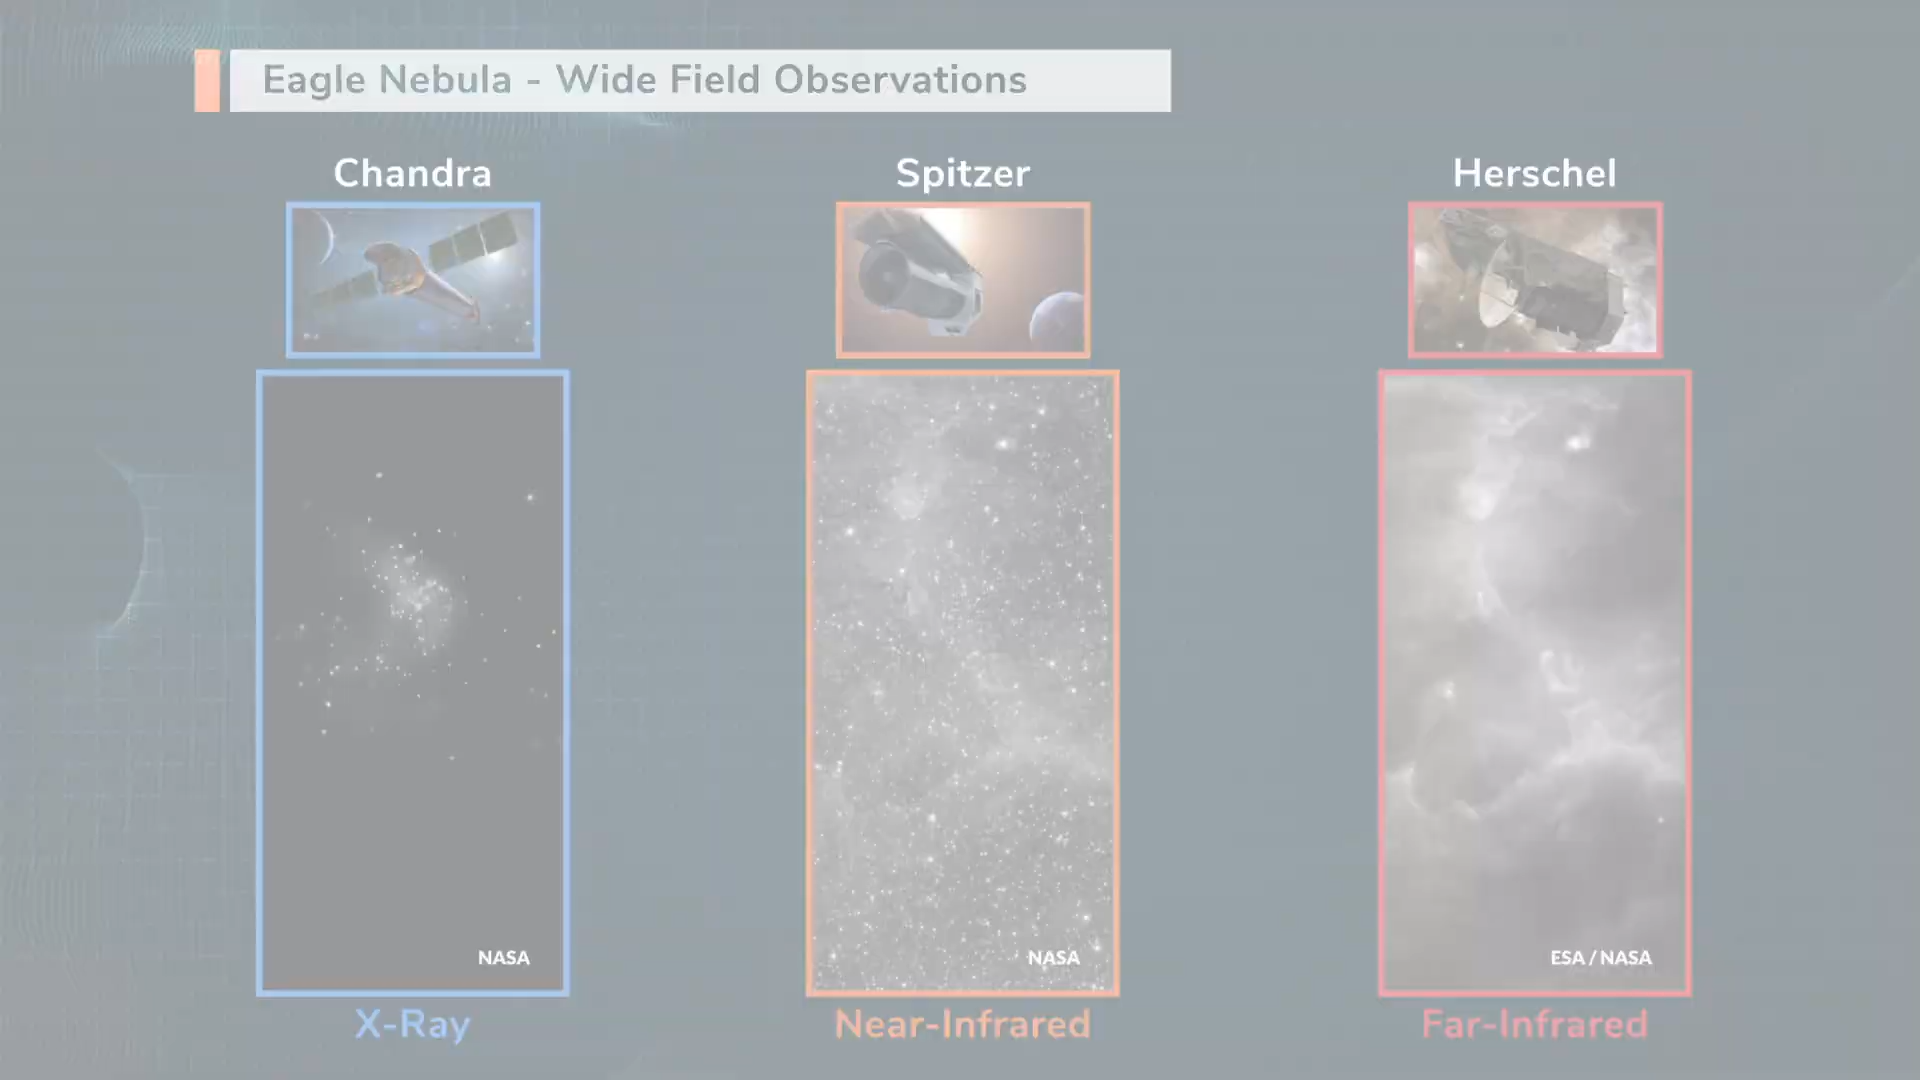 Eagle Nebula - Wide Field Observations
Chandra
Spitzer
Herschel
NASA
NASA
ESA / NASA
X-Ray
Near-Infrared
Far-Infrared